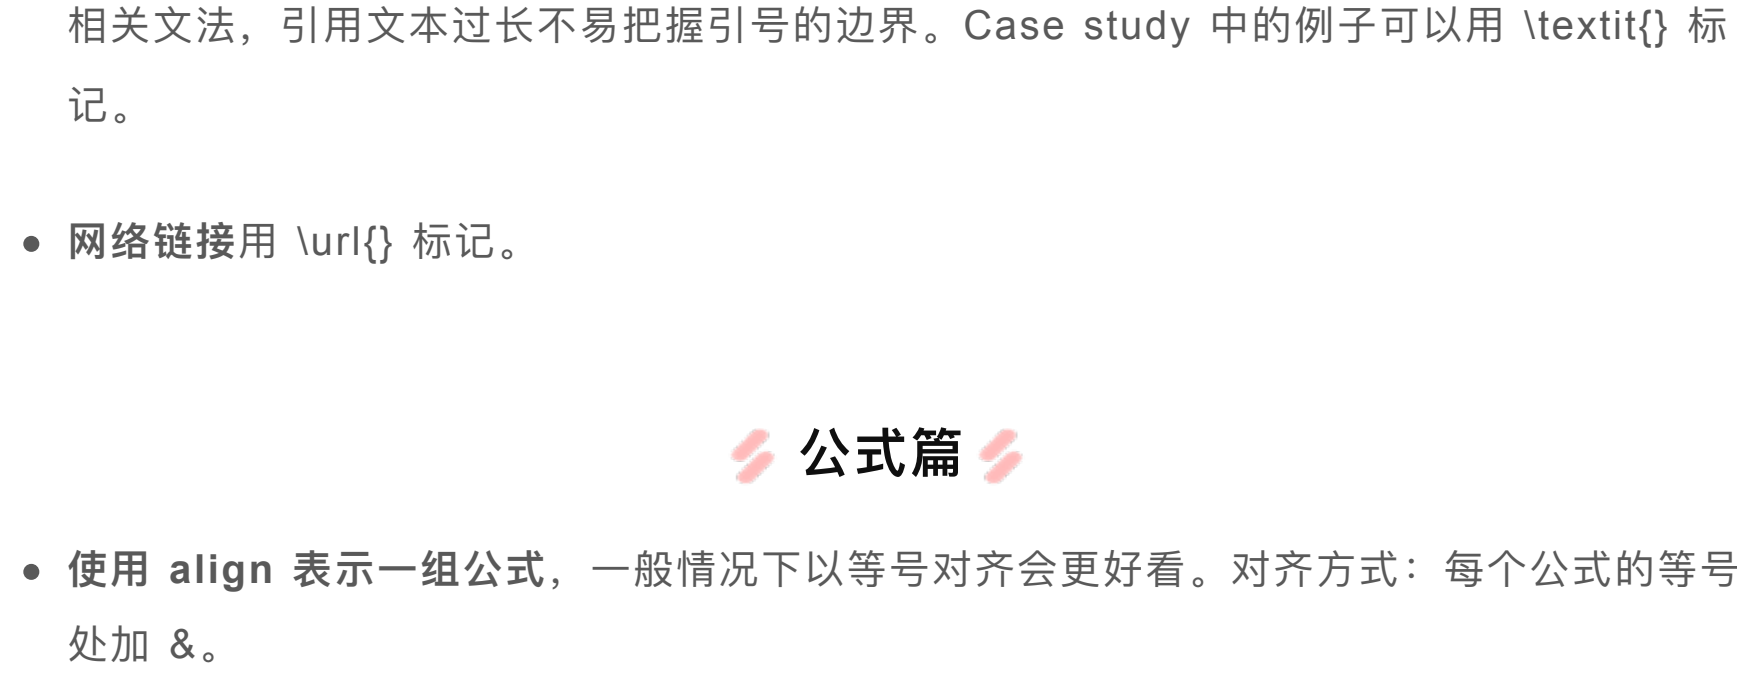 相关文法，引用文本过长不易把握引号的边界。Case study 中的例子可以用 \textit{} 标
记。
● 网络链接用 \url{} 标记。
公式篇
● 使用 align 表示一组公式，一般情况下以等号对齐会更好看。对齐方式：每个公式的等号
处加 &。